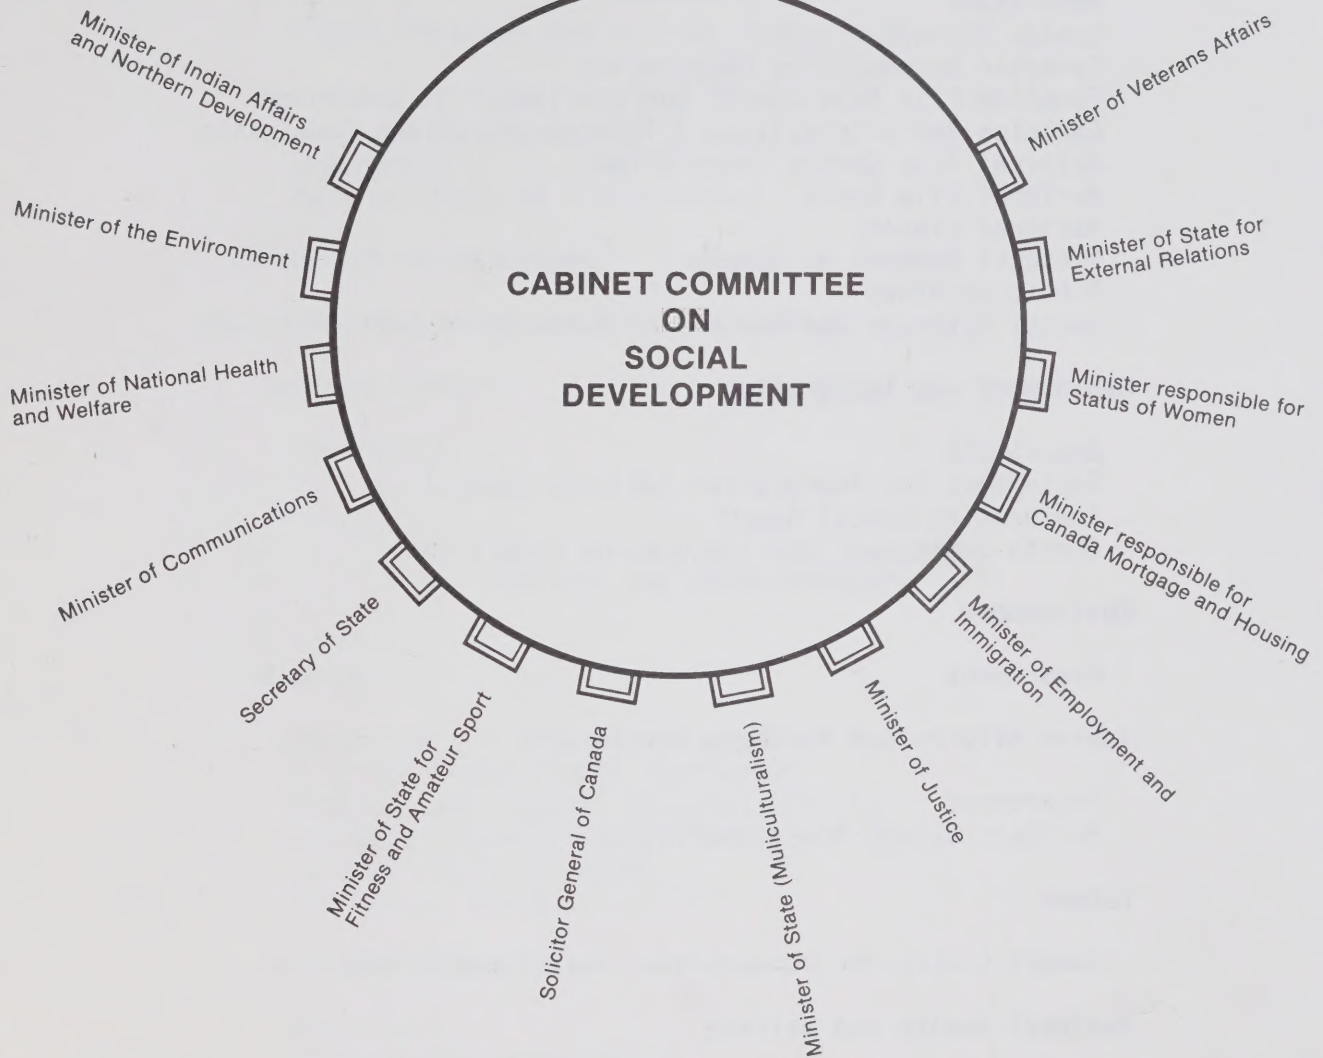 CABINET COMMITTEE
ON
SOCIAL
DEVELOPMENT
Minister of Indian Affairs
and Northern Development
Minister of the Environment
Minister of National Health
and Welfare
Minister of Communications
Secretary of State
Minister of State for
Fitness and Amateur Sport
Solicitor General of Canada
Minister of State (Muliculturalism)
Minister of Justice
Minister of Employment and
Immigration
Minister responsible for
Canada Mortgage and Housing
Minister responsible for
Status of Women
Minister of State for
External Relations
Minister of Veterans Affairs